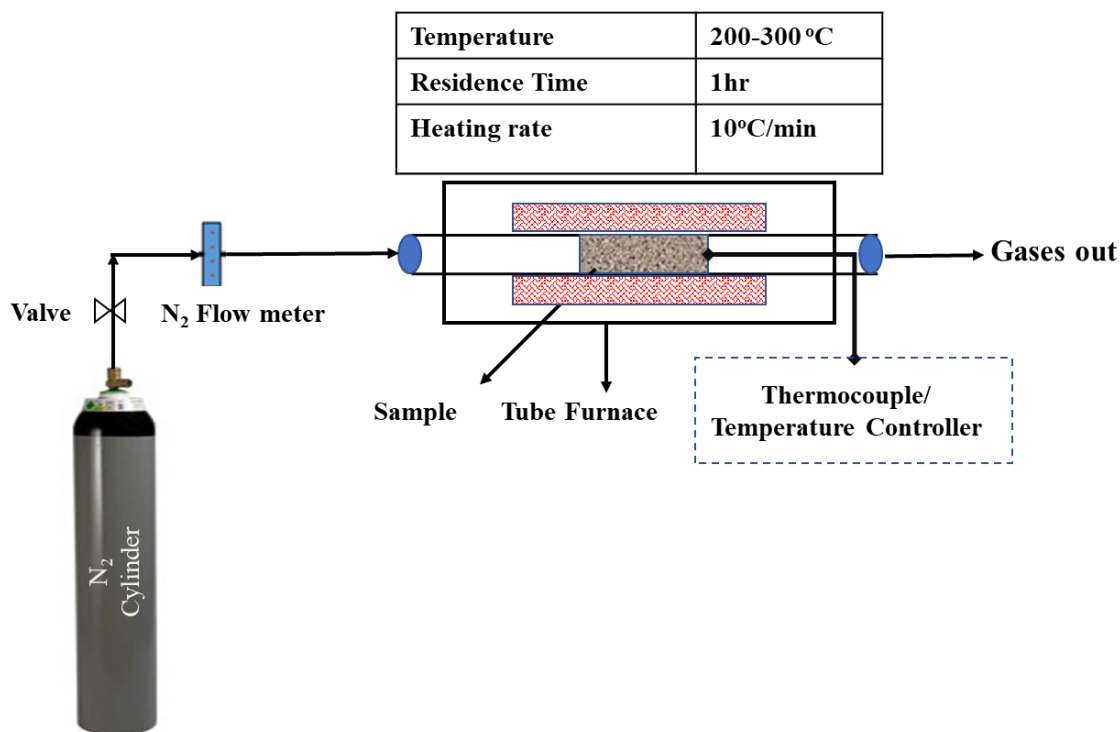 Temperature 200-300 °C
Residence Time 1hr
Heating rate 10°C/min
Gases out
Valve
N₂ Flow meter
Sample
Tube Furnace
Thermocouple/
Temperature Controller
N₂
Cylinder